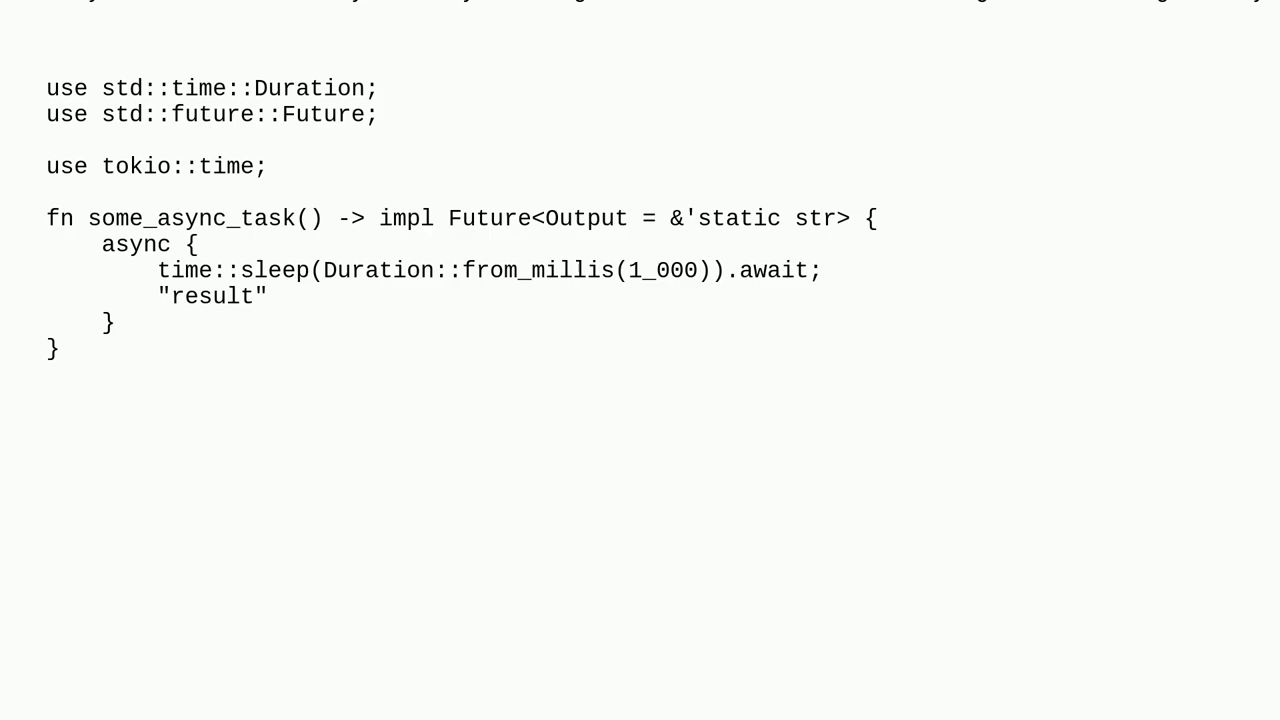 use std::time::Duration;
use std::future::Future;
use tokio::time;
fn some_async_task() -> impl Future<Output = &'static str> {
    async {
        time::sleep(Duration::from_millis(1_000)).await;
        "result"
    }
}